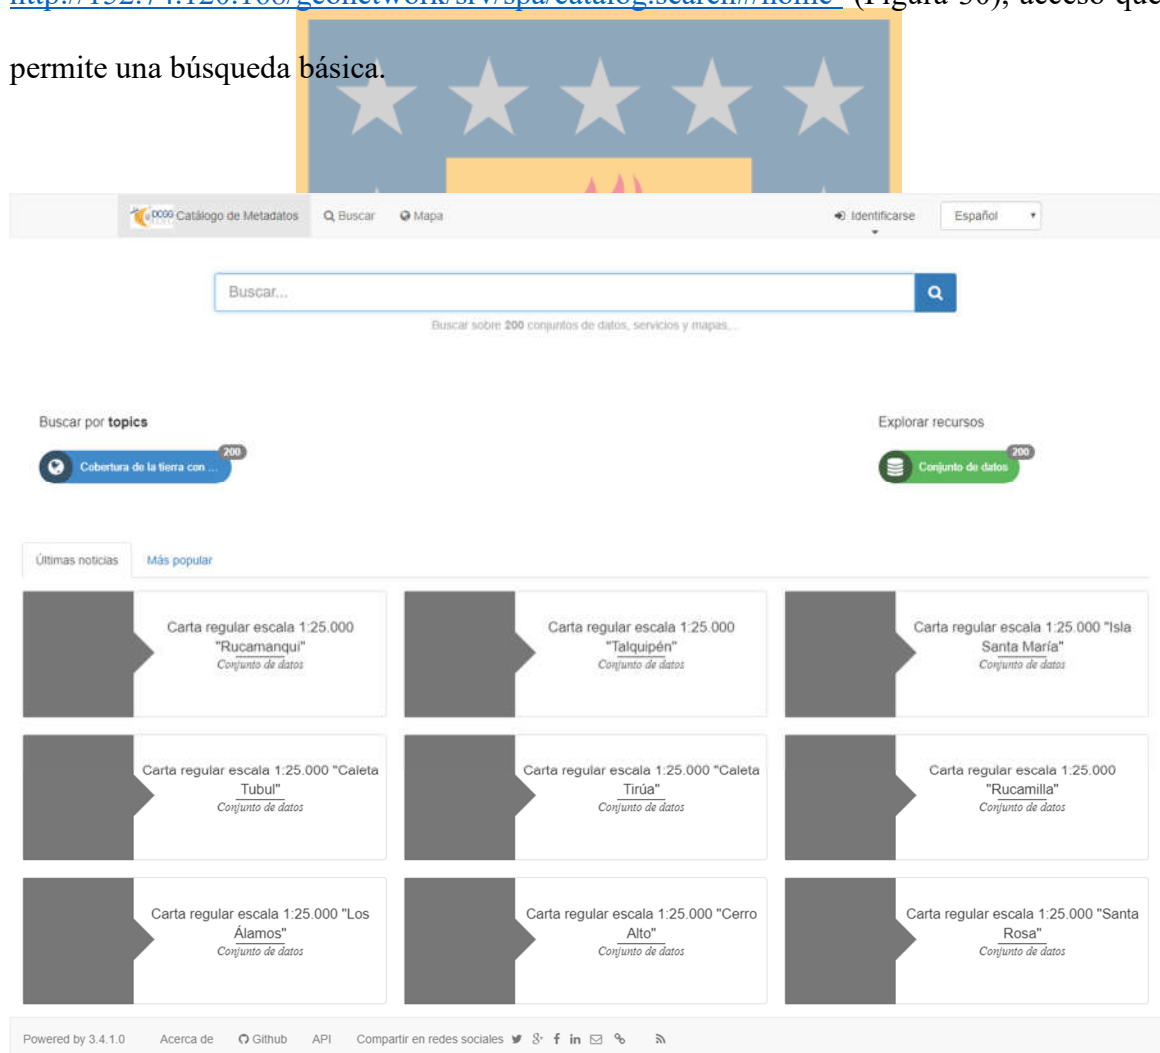 (Figura 30), acceso que
permite una búsqueda básica.
DCGG Catálogo de Metadatos Buscar Mapa Identificarse Español
Buscar...
Buscar sobre 200 conjuntos de datos, servicios y mapas,...
Buscar por topics Explorar recursos
Cobertura de la tierra con ... 200 Conjunto de datos 200
Últimas noticias Más popular
Carta regular escala 1:25.000
"Rucamanqui"
Conjunto de datos
Carta regular escala 1:25.000
"Talquipén"
Conjunto de datos
Carta regular escala 1:25.000 "Isla
Santa María"
Conjunto de datos
Carta regular escala 1:25.000 "Caleta
Tubul"
Conjunto de datos
Carta regular escala 1:25.000 "Caleta
Tirúa"
Conjunto de datos
Carta regular escala 1:25.000
"Rucamilla"
Conjunto de datos
Carta regular escala 1:25.000 "Los
Álamos"
Conjunto de datos
Carta regular escala 1:25.000 "Cerro
Alto"
Conjunto de datos
Carta regular escala 1:25.000 "Santa
Rosa"
Conjunto de datos
Powered by 3.4.1.0 Acerca de Github API Compartir en redes sociales